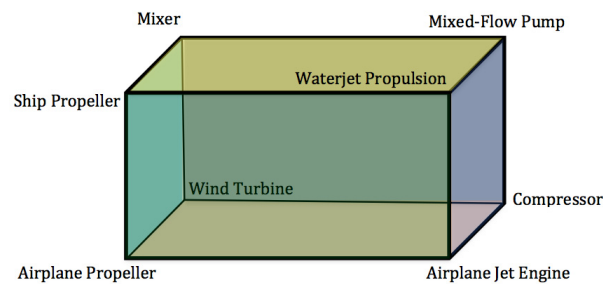 Mixer
Mixed-Flow Pump
Waterjet Propulsion
Ship Propeller
Wind Turbine
Compressor
Airplane Propeller
Airplane Jet Engine